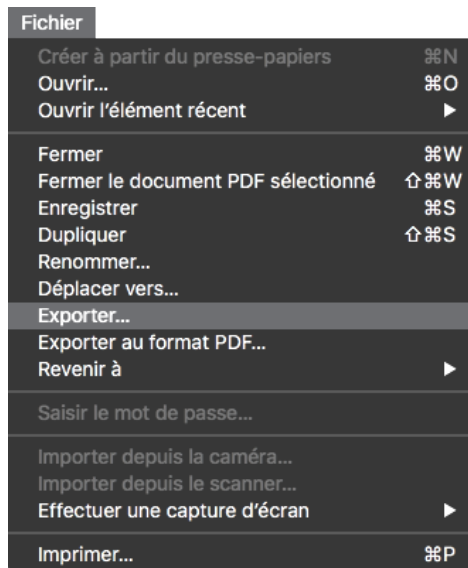 Fichier
Créer à partir du presse-papiers ⌘N
Ouvrir... ⌘O
Ouvrir l'élément récent ▶
Fermer ⌘W
Fermer le document PDF sélectionné ⇧⌘W
Enregistrer ⌘S
Dupliquer ⇧⌘S
Renommer...
Déplacer vers...
Exporter...
Exporter au format PDF...
Revenir à ▶
Saisir le mot de passe...
Importer depuis la caméra...
Importer depuis le scanner...
Effectuer une capture d'écran ▶
Imprimer... ⌘P